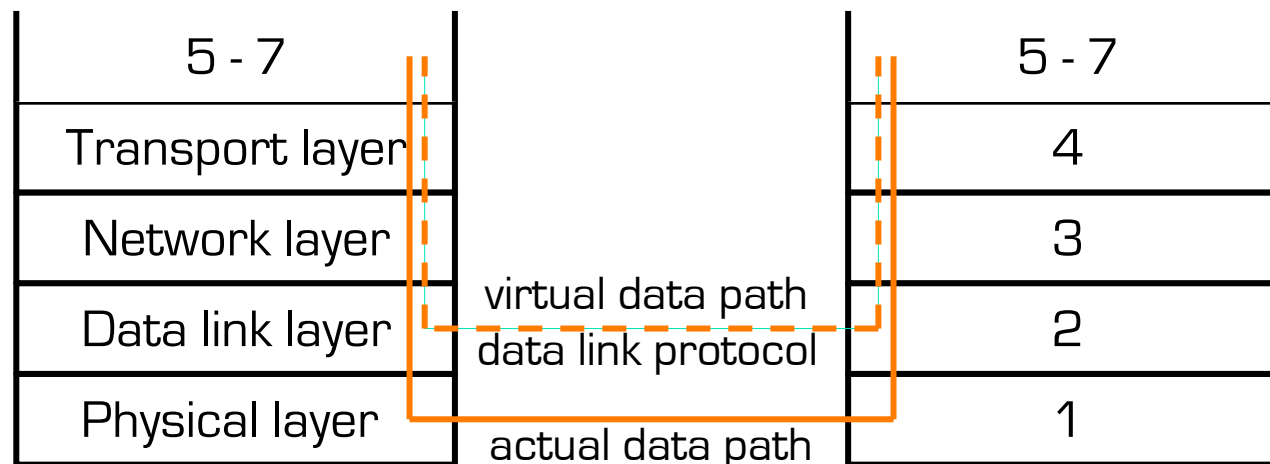 5 - 7
5 - 7
Transport layer
4
Network layer
3
virtual data path
Data link layer
2
data link protocol
Physical layer
1
actual data path